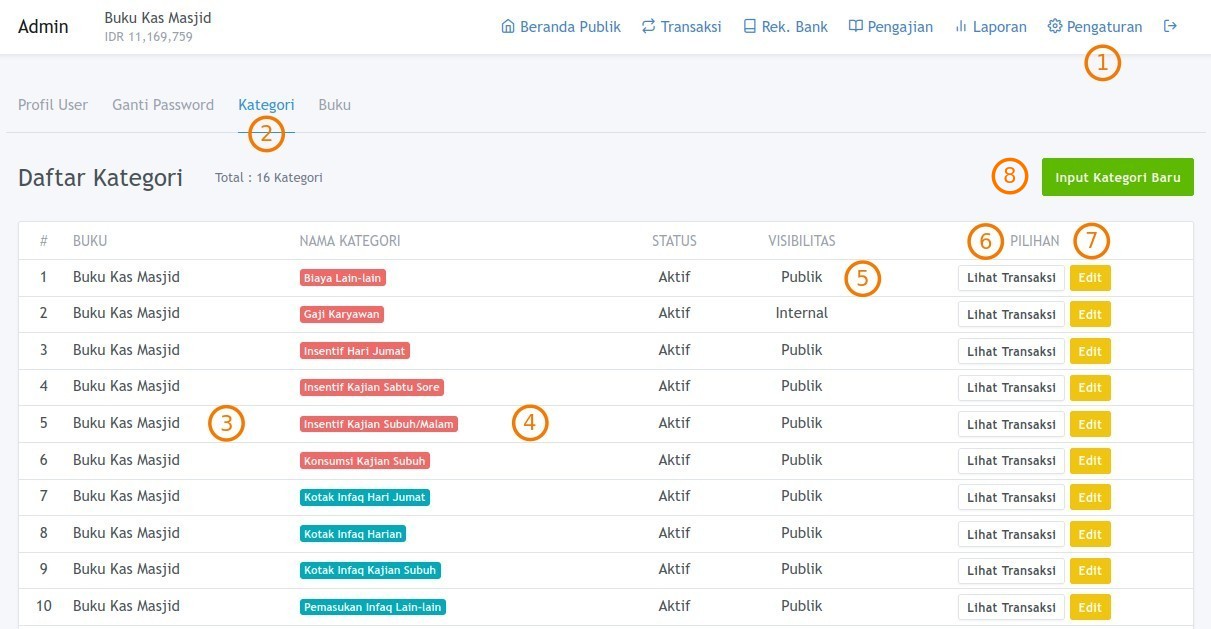 Admin
Buku Kas Masjid
IDR 11,169,759
Beranda Publik Transaksi Rek. Bank Pengajian Laporan Pengaturan
1
Profil User Ganti Password Kategori Buku
2
Daftar Kategori Total : 16 Kategori 8 Input Kategori Baru
# BUKU NAMA KATEGORI STATUS VISIBILITAS 6 PILIHAN 7
1 Buku Kas Masjid Biaya Lain-lain Aktif Publik 5 Lihat Transaksi Edit
2 Buku Kas Masjid Gaji Karyawan Aktif Internal Lihat Transaksi Edit
3 Buku Kas Masjid Insentif Hari Jumat Aktif Publik Lihat Transaksi Edit
4 Buku Kas Masjid Insentif Kajian Sabtu Sore Aktif Publik Lihat Transaksi Edit
5 Buku Kas Masjid 3 Insentif Kajian Subuh/Malam 4 Aktif Publik Lihat Transaksi Edit
6 Buku Kas Masjid Konsumsi Kajian Subuh Aktif Publik Lihat Transaksi Edit
7 Buku Kas Masjid Kotak Infaq Hari Jumat Aktif Publik Lihat Transaksi Edit
8 Buku Kas Masjid Kotak Infaq Harian Aktif Publik Lihat Transaksi Edit
9 Buku Kas Masjid Kotak Infaq Kajian Subuh Aktif Publik Lihat Transaksi Edit
10 Buku Kas Masjid Pemasukan Infaq Lain-lain Aktif Publik Lihat Transaksi Edit